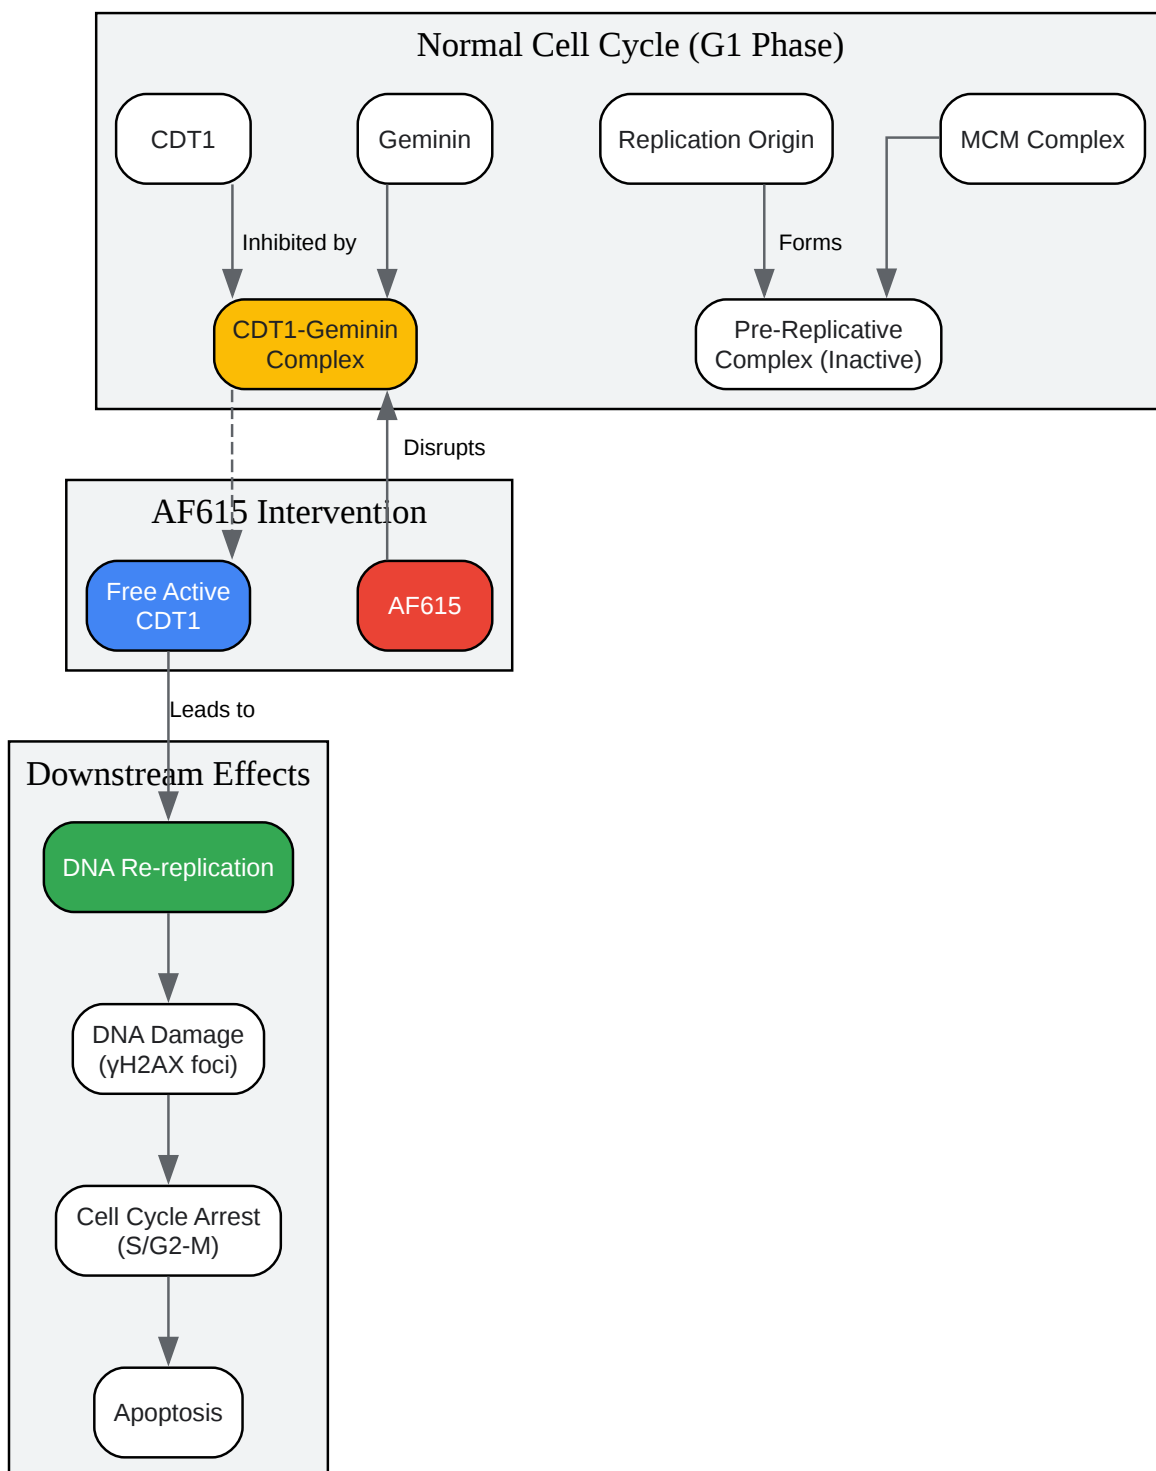 Normal Cell Cycle (G1 Phase)
CDT1
Geminin
Replication Origin
MCM Complex
Inhibited by
Forms
CDT1-Geminin
Complex
Pre-Replicative
Complex (Inactive)
Disrupts
AF615 Intervention
Free Active
CDT1
AF615
Leads to
Downstream Effects
DNA Re-replication
DNA Damage
(γH2AX foci)
Cell Cycle Arrest
(S/G2-M)
Apoptosis